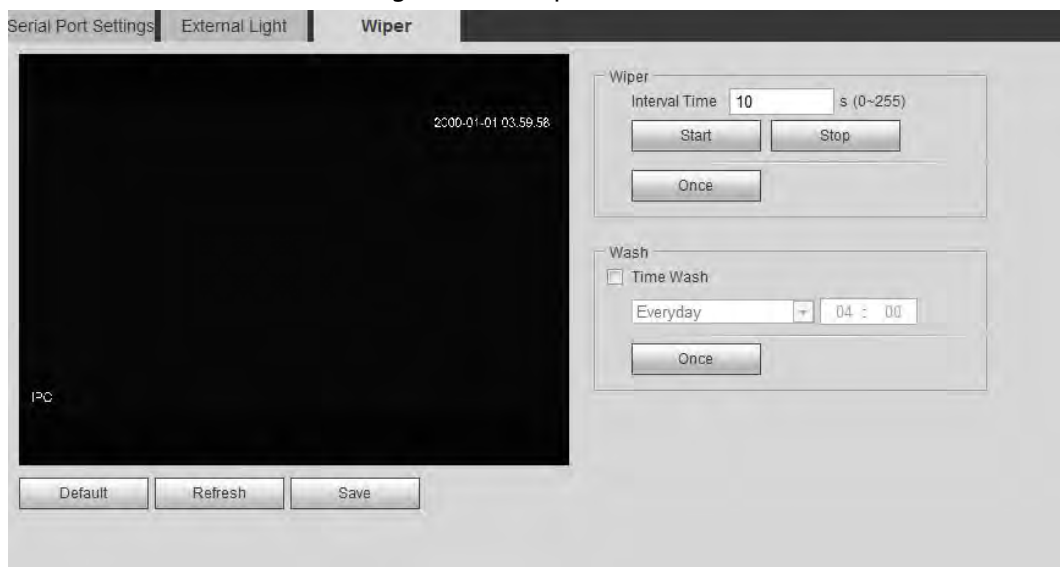 Serial Port Settings External Light Wiper
2000-01-01 03:59:58
IPC
Wiper
Interval Time 10 s (0~255)
Start Stop
Once
Wash
Time Wash
Everyday 04 : 00
Once
Default Refresh Save